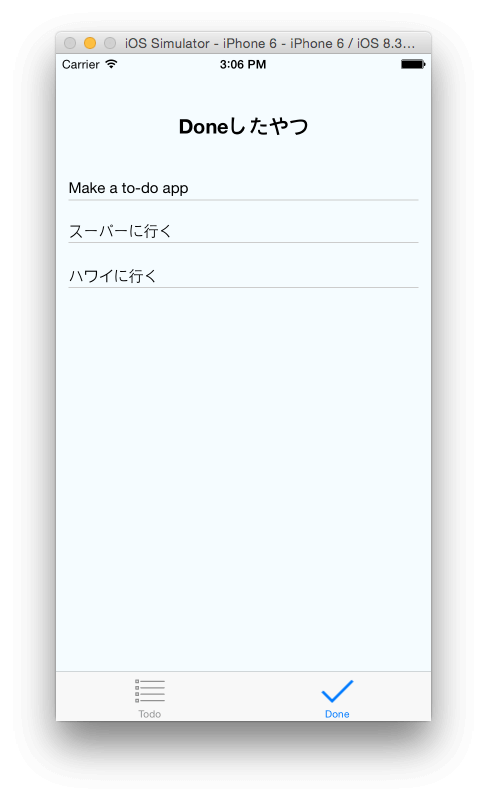 iOS Simulator - iPhone 6 - iPhone 6 / iOS 8.3...
Carrier 3:06 PM
Doneしたやつ
Make a to-do app
スーパーに行く
ハワイに行く
Todo Done